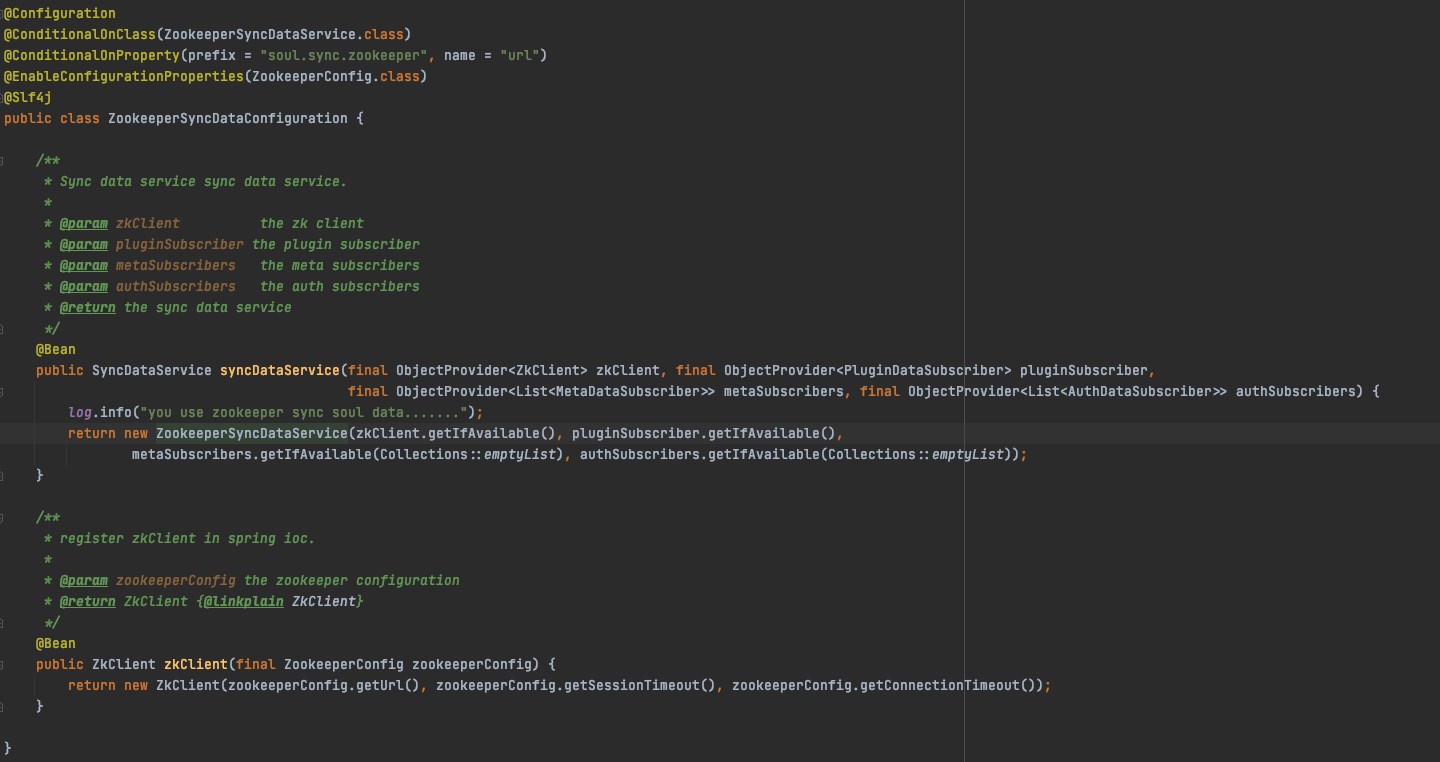 @Configuration
@ConditionalOnClass(ZookeeperSyncDataService.class)
@ConditionalOnProperty(prefix = "soul.sync.zookeeper", name = "url")
@EnableConfigurationProperties(ZookeeperConfig.class)
@Slf4j
public class ZookeeperSyncDataConfiguration {
/**
* Sync data service sync data service.
*
* @param zkClient          the zk client
* @param pluginSubscriber the plugin subscriber
* @param metaSubscribers   the meta subscribers
* @param authSubscribers   the auth subscribers
* @return the sync data service
*/
@Bean
public SyncDataService syncDataService(final ObjectProvider<ZkClient> zkClient, final ObjectProvider<PluginDataSubscriber> pluginSubscriber,
final ObjectProvider<List<MetaDataSubscriber>> metaSubscribers, final ObjectProvider<List<AuthDataSubscriber>> authSubscribers) {
log.info("you use zookeeper sync soul data.......");
return new ZookeeperSyncDataService(zkClient.getIfAvailable(), pluginSubscriber.getIfAvailable(),
metaSubscribers.getIfAvailable(Collections::emptyList), authSubscribers.getIfAvailable(Collections::emptyList));
}
/**
* register zkClient in spring ioc.
*
* @param zookeeperConfig the zookeeper configuration
* @return ZkClient {@linkplain ZkClient}
*/
@Bean
public ZkClient zkClient(final ZookeeperConfig zookeeperConfig) {
return new ZkClient(zookeeperConfig.getUrl(), zookeeperConfig.getSessionTimeout(), zookeeperConfig.getConnectionTimeout());
}
}